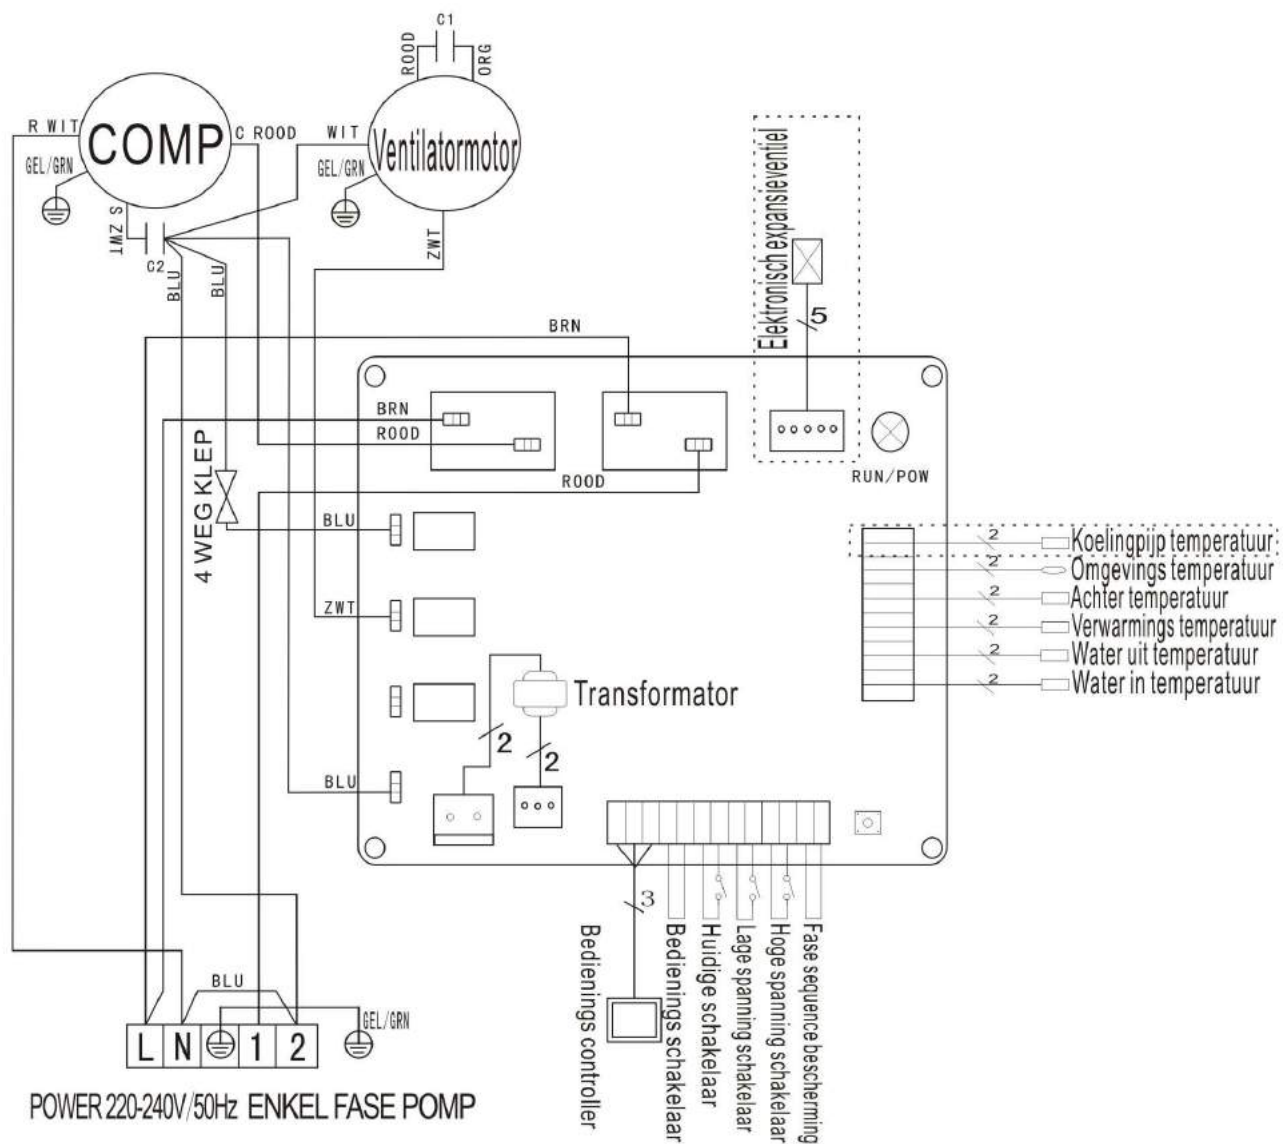 C1
ROOD
ORG
R WIT
COMP
C ROOD
WIT
Ventilatormotor
GEL/GRN
GEL/GRN
S ZWT
C2
BLU
BLU
ZWT
Elektronisch expansieventiel
5
BRN
BRN
ROOD
RUN/POW
ROOD
4 WEG KLEP
BLU
2
Koelingpijp temperatuur
2
Omgevings temperatuur
2
Achter temperatuur
ZWT
2
Verwarmings temperatuur
2
Water uit temperatuur
2
Water in temperatuur
Transformator
2
2
BLU
3
Bedienings controller
Bedienings schakelaar
Huidige schakelaar
Lage spanning schakelaar
Hoge spanning schakelaar
Fase sequence bescherming
BLU
GEL/GRN
L N 1 2
POWER 220-240V/50Hz ENKEL FASE POMP